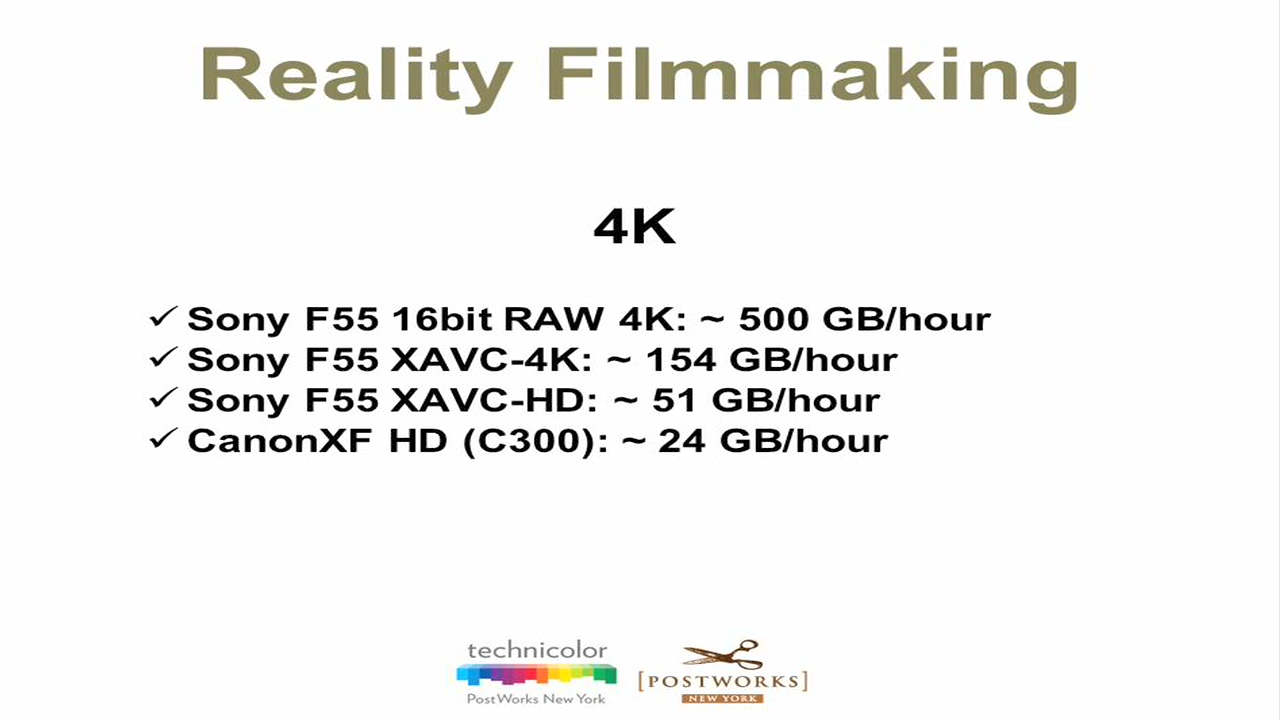 Reality Filmmaking
4K
✓ Sony F55 16bit RAW 4K: ~ 500 GB/hour
✓ Sony F55 XAVC-4K: ~ 154 GB/hour
✓ Sony F55 XAVC-HD: ~ 51 GB/hour
✓ CanonXF HD (C300): ~ 24 GB/hour
technicolor
PostWorks New York
[POSTWORKS]
NEW YORK